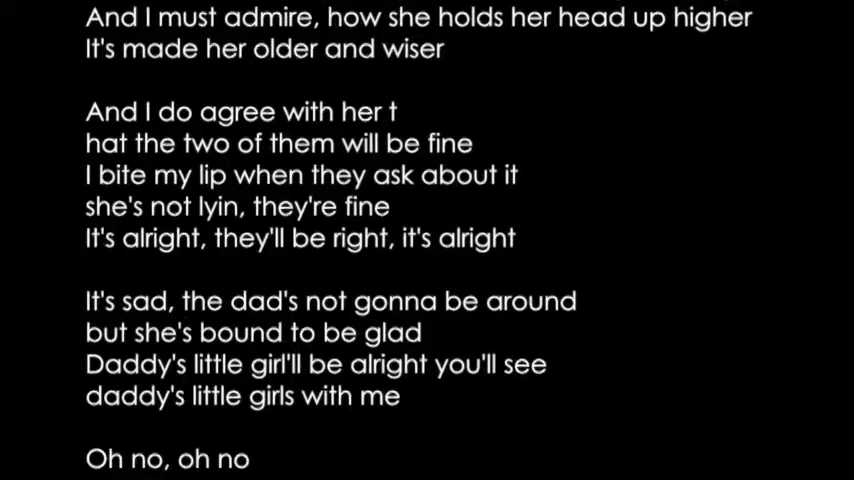 And I must admire, how she holds her head up higher
It's made her older and wiser
And I do agree with her t
hat the two of them will be fine
I bite my lip when they ask about it
she's not lyin, they're fine
It's alright, they'll be right, it's alright
It's sad, the dad's not gonna be around
but she's bound to be glad
Daddy's little girl'll be alright you'll see
daddy's little girls with me
Oh no, oh no